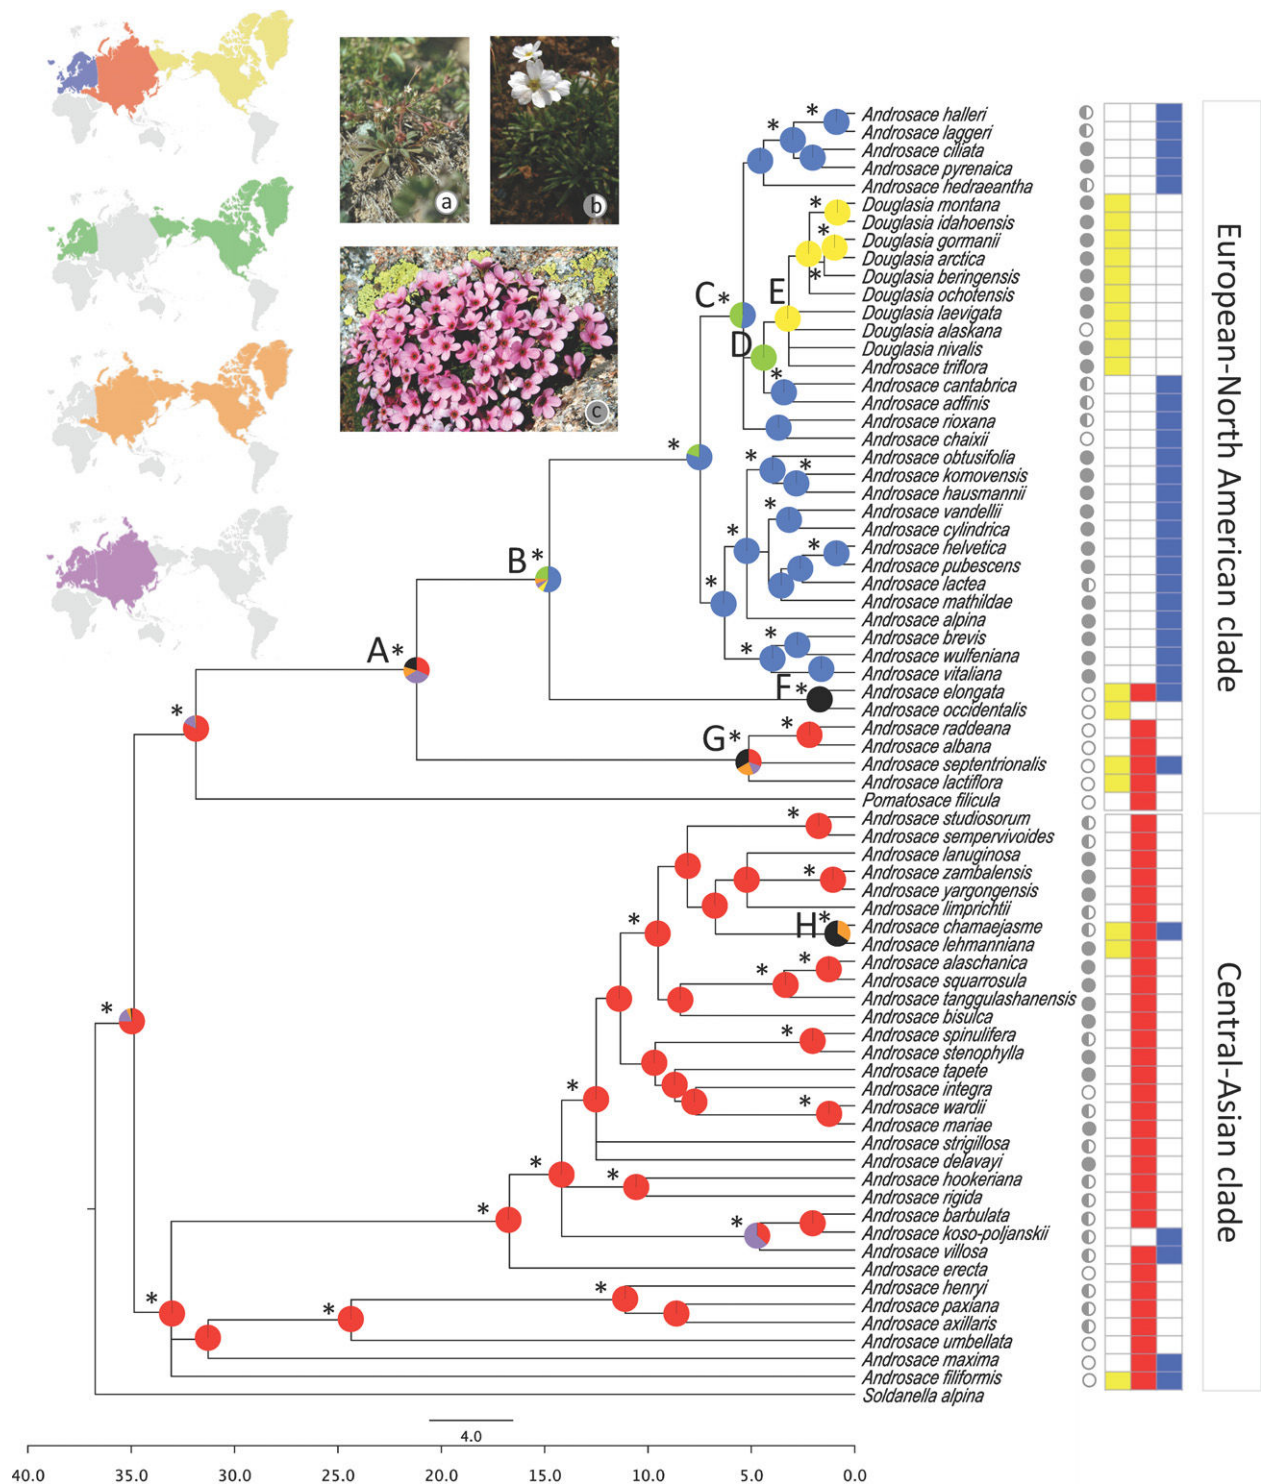 a
b
c
Androsace halleri
Androsace laggeri
Androsace ciliata
Androsace pyrenaica
Androsace hedraeantha
Douglasia montana
Douglasia idahoensis
Douglasia gormanii
Douglasia arctica
Douglasia beringensis
Douglasia ochotensis
Douglasia laevigata
Douglasia alaskana
Douglasia nivalis
Androsace triflora
Androsace cantabrica
Androsace adfinis
Androsace rioxana
Androsace chaixii
Androsace obtusifolia
Androsace komovensis
Androsace hausmannii
Androsace vandellii
Androsace cylindrica
Androsace helvetica
Androsace pubescens
Androsace lactea
Androsace mathildae
Androsace alpina
Androsace brevis
Androsace wulfeniana
Androsace vitaliana
Androsace elongata
Androsace occidentalis
Androsace raddeana
Androsace albana
Androsace septentrionalis
Androsace lactiflora
Pomatosace filicula
Androsace studiosorum
Androsace sempervivoides
Androsace lanuginosa
Androsace zambalensis
Androsace yargongensis
Androsace limprichtii
Androsace chamaejasme
Androsace lehmanniana
Androsace alaschanica
Androsace squarrosula
Androsace tanggulashanensis
Androsace bisulca
Androsace spinulifera
Androsace stenophylla
Androsace tapete
Androsace integra
Androsace wardii
Androsace mariae
Androsace strigillosa
Androsace delavayi
Androsace hookeriana
Androsace rigida
Androsace barbulata
Androsace koso-poljanskii
Androsace villosa
Androsace erecta
Androsace henryi
Androsace paxiana
Androsace axillaris
Androsace umbellata
Androsace maxima
Androsace filiformis
Soldanella alpina
C*
E
D
B*
A*
F*
G*
H*
European-North American clade
Central-Asian clade
4.0
40.0 35.0 30.0 25.0 20.0 15.0 10.0 5.0 0.0